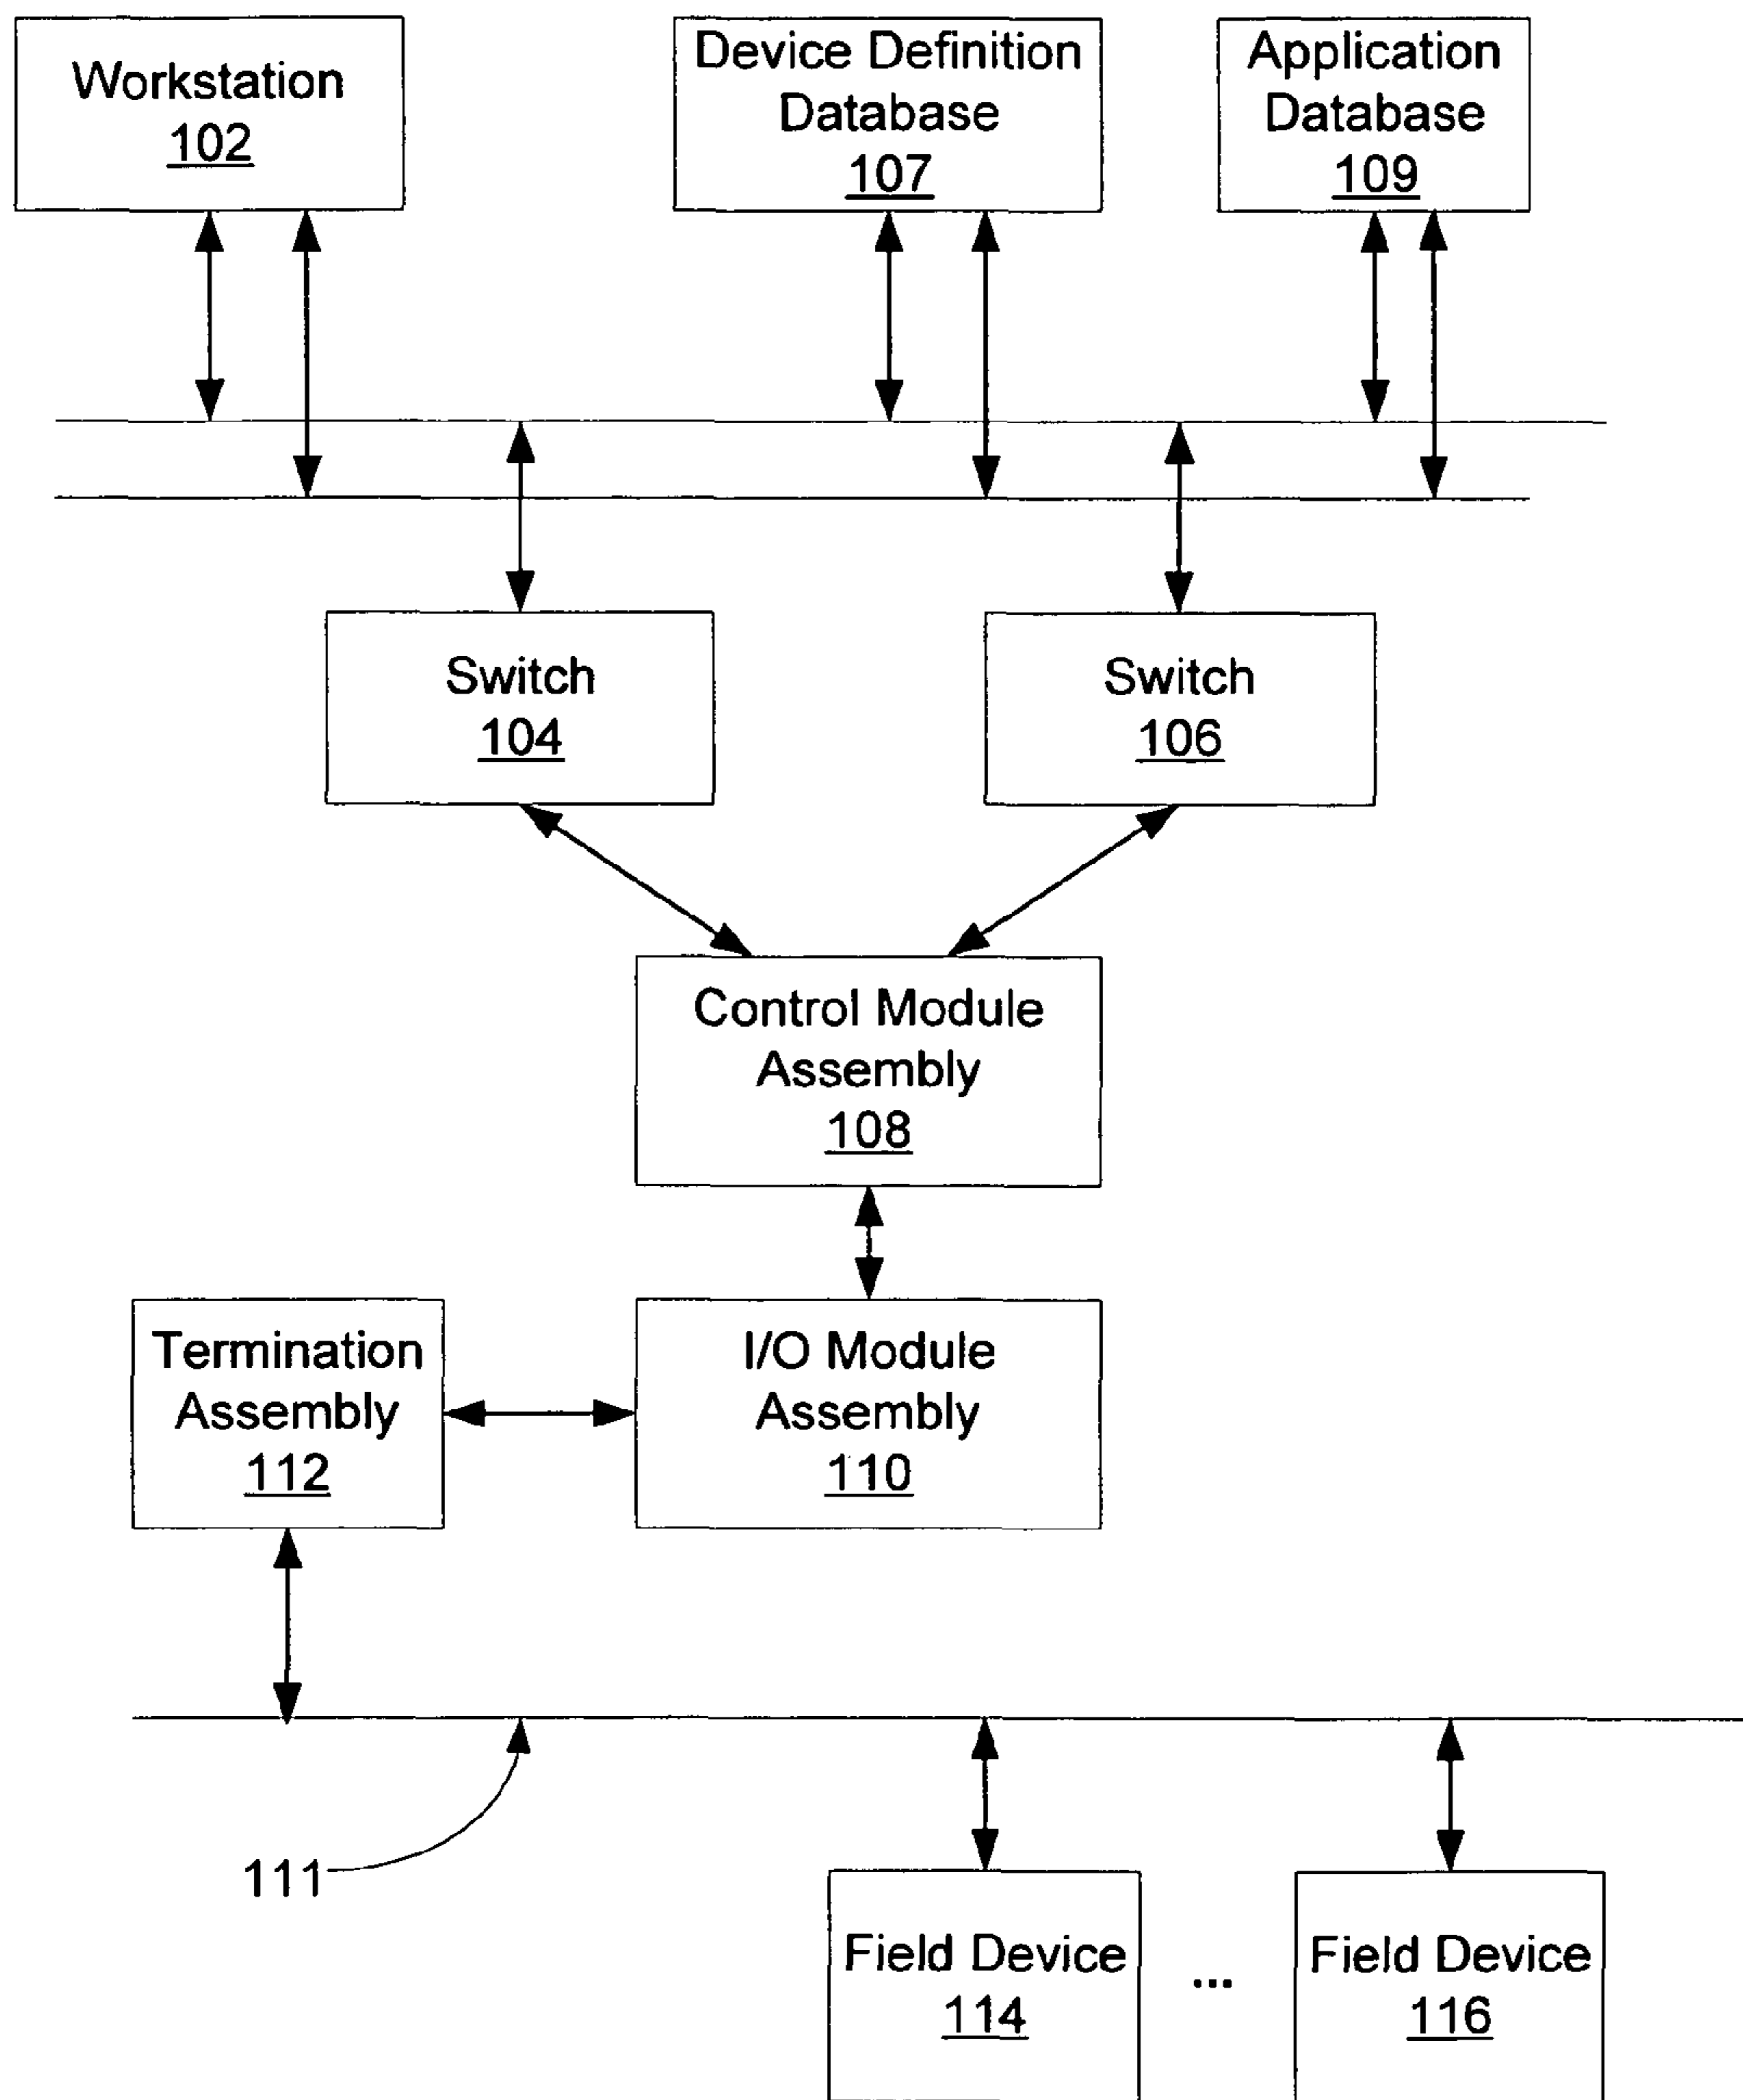 Workstation
102
Device Definition
Database
107
Application
Database
109
Switch
104
Switch
106
Control Module
Assembly
108
Termination
Assembly
112
I/O Module
Assembly
110
111
Field Device
114
...
Field Device
116